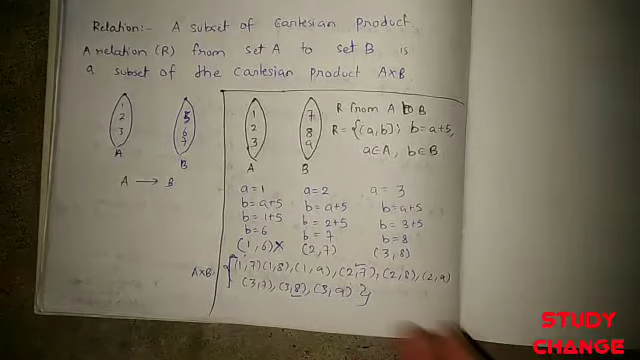 Relation:- A subset of Cartesian product.
A relation (R) from set A to set B is
a subset of the Cartesian product AXB.
1
2
3
A
5
6
7
B
A → B
1
2
3
A
7
8
9
B
R from A to B
R = {(a,b); b = a+5,
a∈A, b∈B
a=1
b=a+5
b=1+5
b=6
(1,6)✗
a=2
b=a+5
b=2+5
b=7
(2,7)
a=3
b=a+5
b=3+5
b=8
(3,8)
AXB= {(1,7)(1,8),(1,9),(2,7),(2,8),(2,9)
(3,7),(3,8),(3,9)}
STUDY
CHANGE